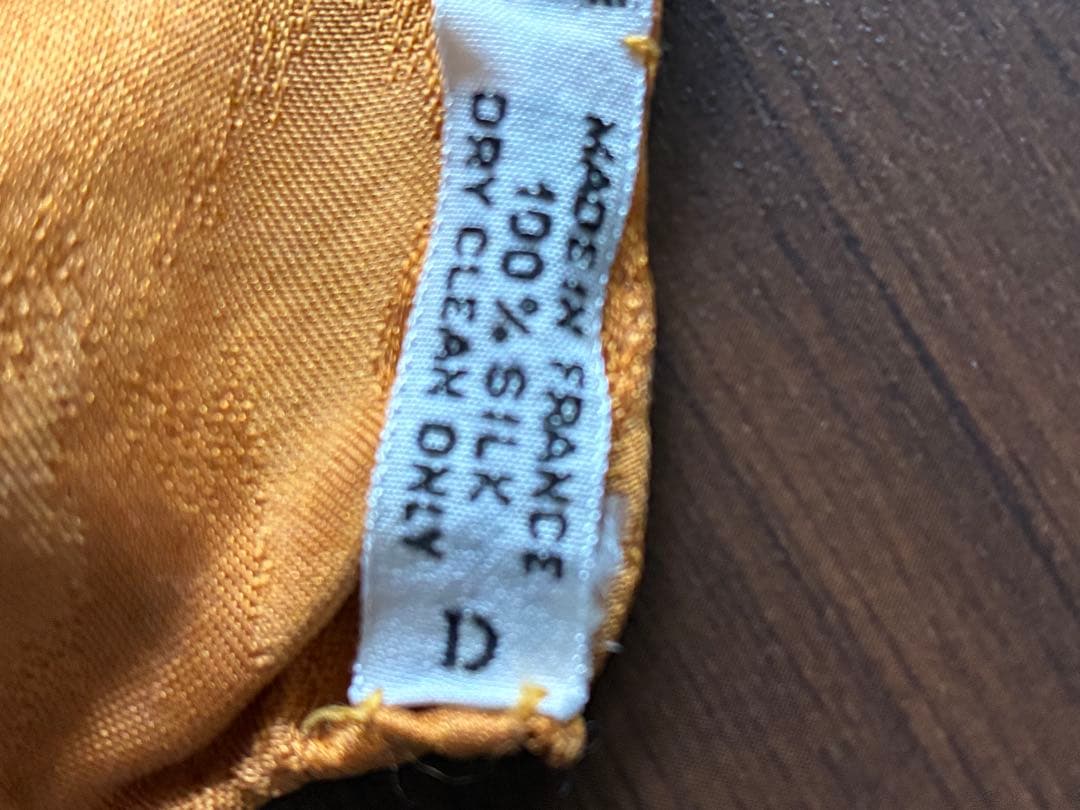 MADE IN FRANCE
100% SILK
DRY CLEAN ONLY
D